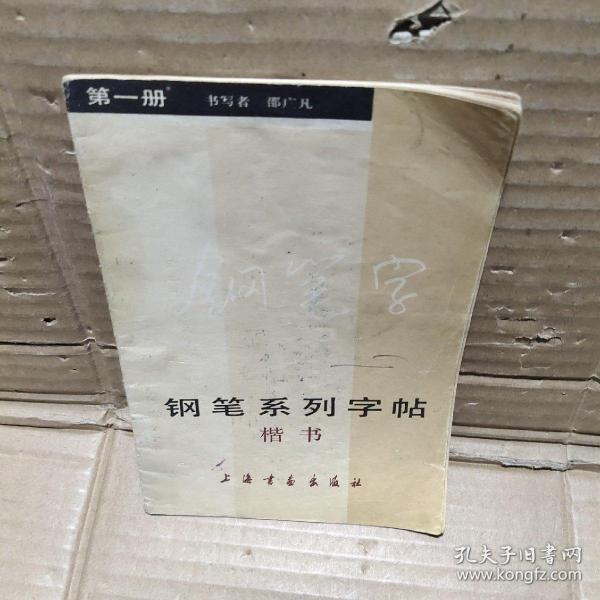 第一册 书写者 邵广凡
钢笔字
钢笔系列字帖
楷书
上海书画出版社
孔夫子旧书网
www.kongfz.com